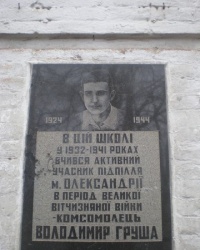 1924 1944
В ЦІЙ ШКОЛІ
У 1932-1941 РОКАХ
ВЧИВСЯ АКТИВНИЙ
УЧАСНИК ПІДПІЛЛЯ
м. ОЛЕКСАНДРІЇ
В ПЕРІОД ВЕЛИКОЇ
ВІТЧИЗНЯНОЇ ВІЙНИ
-КОМСОМОЛЕЦЬ
ВОЛОДИМИР ГРУША